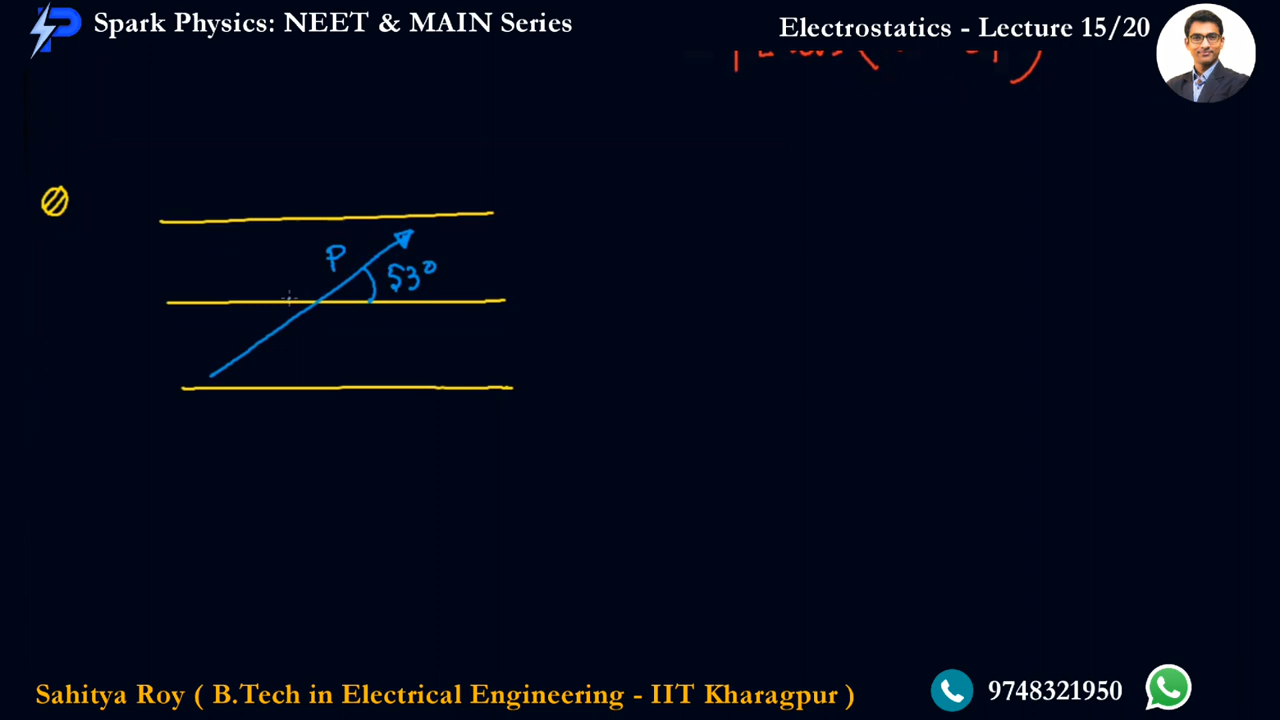 Spark Physics: NEET & MAIN Series
Electrostatics - Lecture 15/20
P
53°
Sahitya Roy ( B.Tech in Electrical Engineering - IIT Kharagpur )
9748321950